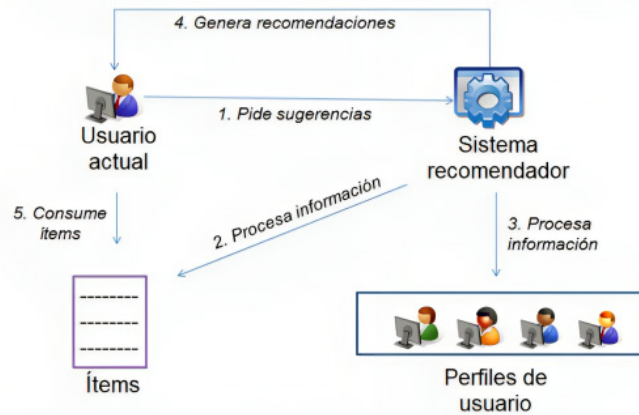 4. Genera recomendaciones
1. Pide sugerencias
Usuario
actual
Sistema
recomendador
2. Procesa información
5. Consume
ítems
3. Procesa
información
Ítems
Perfiles de
usuario